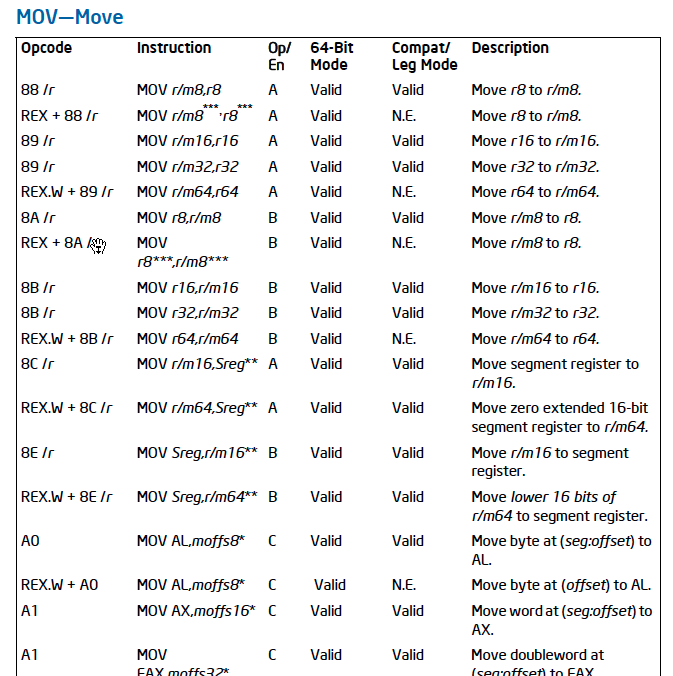 MOV—Move
Opcode Instruction Op/ 64-Bit Compat/ Description
En Mode Leg Mode
88 /r MOV r/m8,r8 A Valid Valid Move r8 to r/m8.
REX + 88 /r MOV r/m8***,r8*** A Valid N.E. Move r8 to r/m8.
89 /r MOV r/m16,r16 A Valid Valid Move r16 to r/m16.
89 /r MOV r/m32,r32 A Valid Valid Move r32 to r/m32.
REX.W + 89 /r MOV r/m64,r64 A Valid N.E. Move r64 to r/m64.
8A /r MOV r8,r/m8 B Valid Valid Move r/m8 to r8.
REX + 8A / MOV B Valid N.E. Move r/m8 to r8.
r8***,r/m8***
8B /r MOV r16,r/m16 B Valid Valid Move r/m16 to r16.
8B /r MOV r32,r/m32 B Valid Valid Move r/m32 to r32.
REX.W + 8B /r MOV r64,r/m64 B Valid N.E. Move r/m64 to r64.
8C /r MOV r/m16,Sreg** A Valid Valid Move segment register to
r/m16.
REX.W + 8C /r MOV r/m64,Sreg** A Valid Valid Move zero extended 16-bit
segment register to r/m64.
8E /r MOV Sreg,r/m16** B Valid Valid Move r/m16 to segment
register.
REX.W + 8E /r MOV Sreg,r/m64** B Valid Valid Move lower 16 bits of
r/m64 to segment register.
A0 MOV AL,moffs8* C Valid Valid Move byte at (seg:offset) to
AL.
REX.W + A0 MOV AL,moffs8* C Valid N.E. Move byte at (offset) to AL.
A1 MOV AX,moffs16* C Valid Valid Move word at (seg:offset) to
AX.
A1 MOV C Valid Valid Move doubleword at
EAX,moffs32* (seg:offset) to EAX